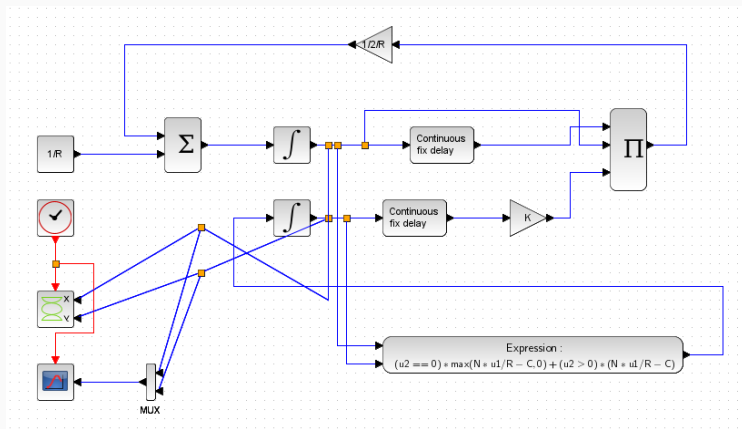 1/2/R
Σ
1/R
∫
Continuous
fix delay
Π
∫
Continuous
fix delay
K
X
Y
Expression :
(u2 == 0) * max(N * u1/R − C, 0) + (u2 > 0) * (N * u1/R − C)
MUX